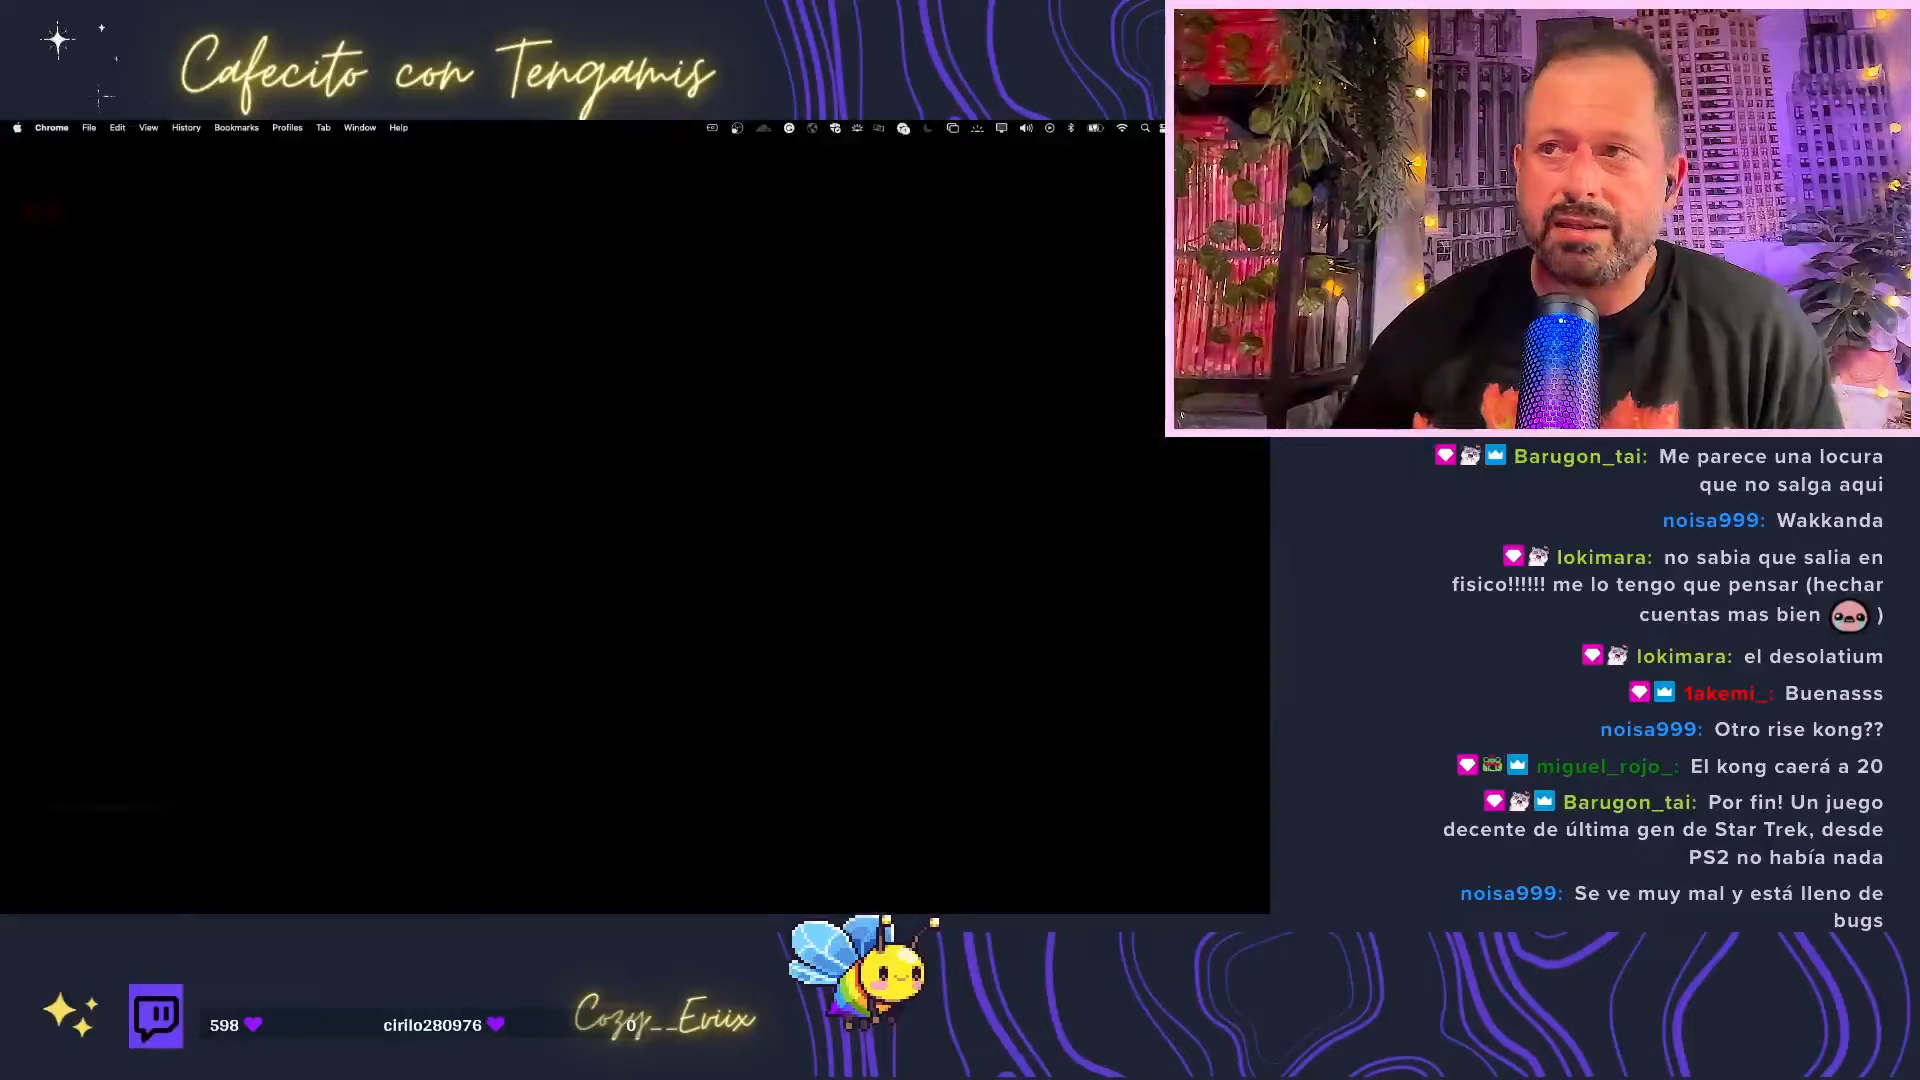 Cafecito con Tengamis
Chrome File Edit View History Bookmarks Profiles Tab Window Help
Barugon_tai: Me parece una locura
que no salga aqui
noisa999: Wakkanda
lokimara: no sabia que salia en
fisico!!!!!! me lo tengo que pensar (hechar
cuentas mas bien )
lokimara: el desolatium
1akemi_: Buenasss
noisa999: Otro rise kong??
miguel_rojo_: El kong caerá a 20
Barugon_tai: Por fin! Un juego
decente de última gen de Star Trek, desde
PS2 no había nada
noisa999: Se ve muy mal y está lleno de
bugs
598 cirilo280976 0
Cozy__Eviix